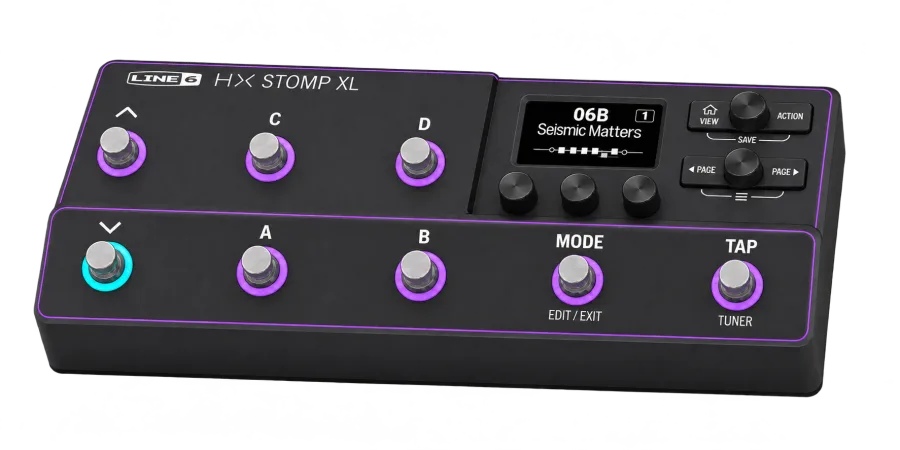 LINE 6 HX STOMP XL
C
D
06B 1
Seismic Matters
VIEW
ACTION
SAVE
◀ PAGE PAGE ▶
A
B
MODE
EDIT / EXIT
TAP
TUNER